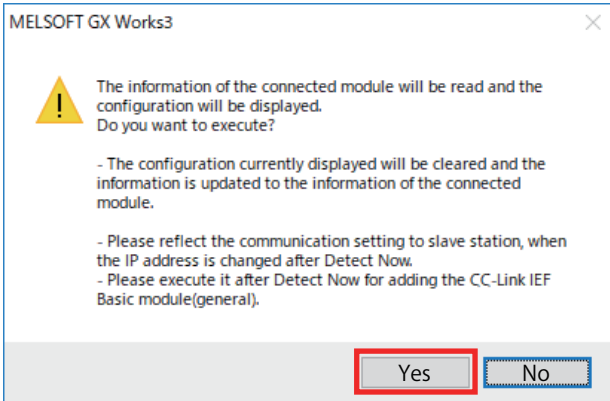 MELSOFT GX Works3
The information of the connected module will be read and the
configuration will be displayed.
Do you want to execute?
- The configuration currently displayed will be cleared and the
information is updated to the information of the connected
module.
- Please reflect the communication setting to slave station, when
the IP address is changed after Detect Now.
- Please execute it after Detect Now for adding the CC-Link IEF
Basic module(general).
Yes No